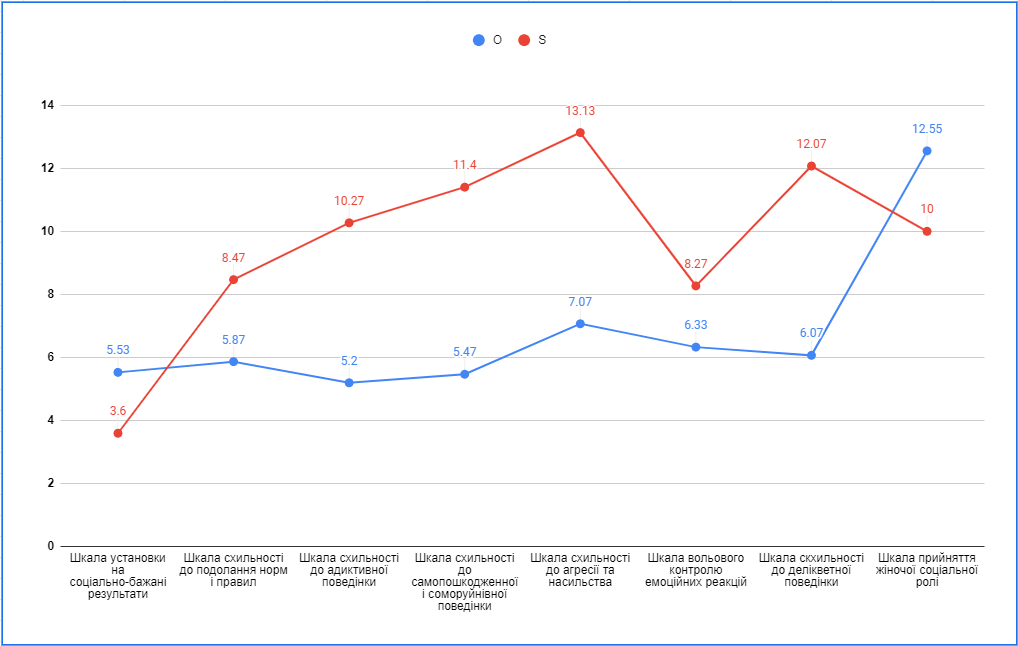 O S
14
12
10
8
6
4
2
0
5.53
5.87
5.2
5.47
7.07
6.33
6.07
12.55
3.6
8.47
10.27
11.4
13.13
8.27
12.07
10
Шкала установки
на
соціально-бажані
результати
Шкала схильності
до подолання норм
і правил
Шкала схильності
до адиктивної
поведінки
Шкала схильності
до
самопошкодженної
і соморуйнівної
поведінки
Шкала схильності
до агресії та
насильства
Шкала вольового
контролю
емоційних реакцій
Шкала скхильності
до делікветної
поведінки
Шкала прийняття
жіночої соціальної
ролі